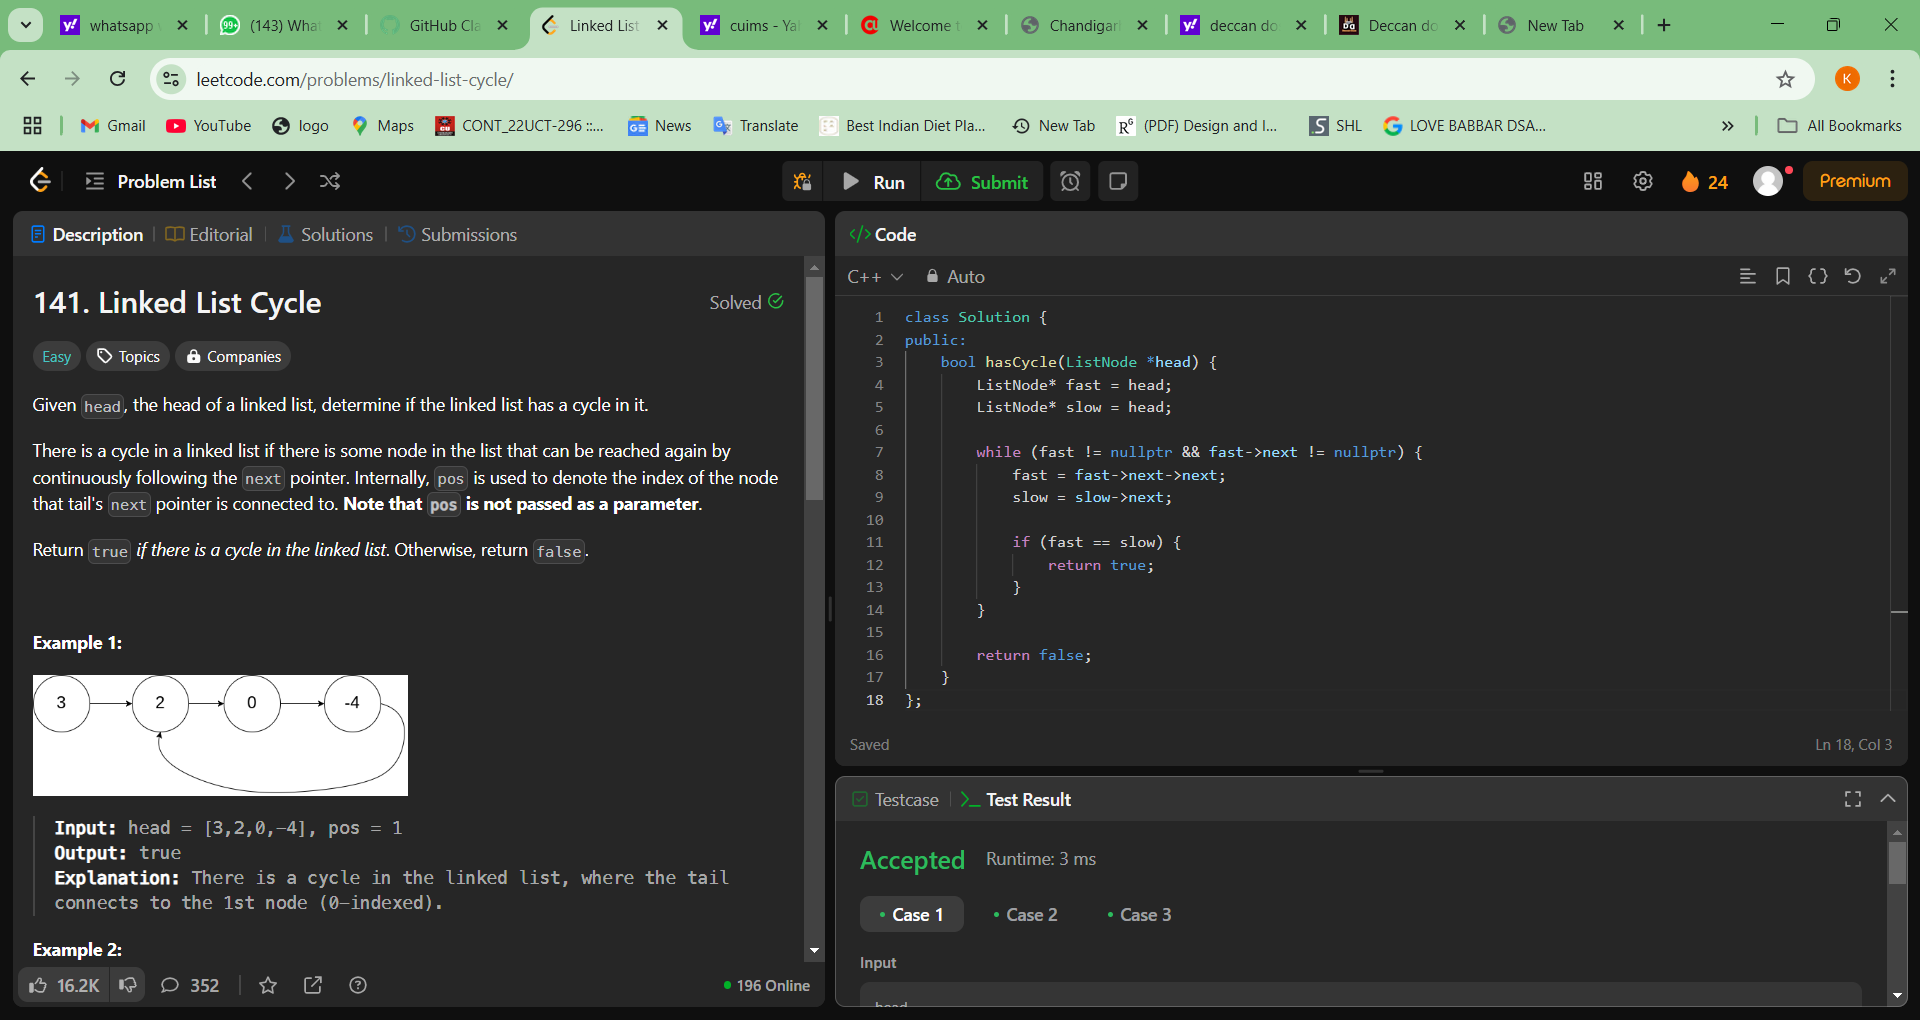 whatsapp
(143) What
GitHub Cla
Linked List
cuims - Ya
Welcome t
Chandigar
deccan do
Deccan do
New Tab
leetcode.com/problems/linked-list-cycle/
K
Gmail
YouTube
logo
Maps
CONT_22UCT-296 ::...
News
Translate
Best Indian Diet Pla...
New Tab
(PDF) Design and I...
SHL
LOVE BABBAR DSA...
All Bookmarks
Problem List
Run
Submit
24
Premium
Description
Editorial
Solutions
Submissions
141. Linked List Cycle
Solved
Easy
Topics
Companies
Given head, the head of a linked list, determine if the linked list has a cycle in it.
There is a cycle in a linked list if there is some node in the list that can be reached again by
continuously following the next pointer. Internally, pos is used to denote the index of the node
that tail's next pointer is connected to. Note that pos is not passed as a parameter.
Return true if there is a cycle in the linked list. Otherwise, return false.
Example 1:
3 2 0 -4
Input: head = [3,2,0,-4], pos = 1
Output: true
Explanation: There is a cycle in the linked list, where the tail
connects to the 1st node (0-indexed).
Example 2:
16.2K
352
196 Online
</> Code
C++
Auto
1 class Solution {
2 public:
3 bool hasCycle(ListNode *head) {
4 ListNode* fast = head;
5 ListNode* slow = head;
6
7 while (fast != nullptr && fast->next != nullptr) {
8 fast = fast->next->next;
9 slow = slow->next;
10
11 if (fast == slow) {
12 return true;
13 }
14 }
15
16 return false;
17 }
18 };
Saved
Ln 18, Col 3
Testcase
Test Result
Accepted
Runtime: 3 ms
Case 1
Case 2
Case 3
Input
head